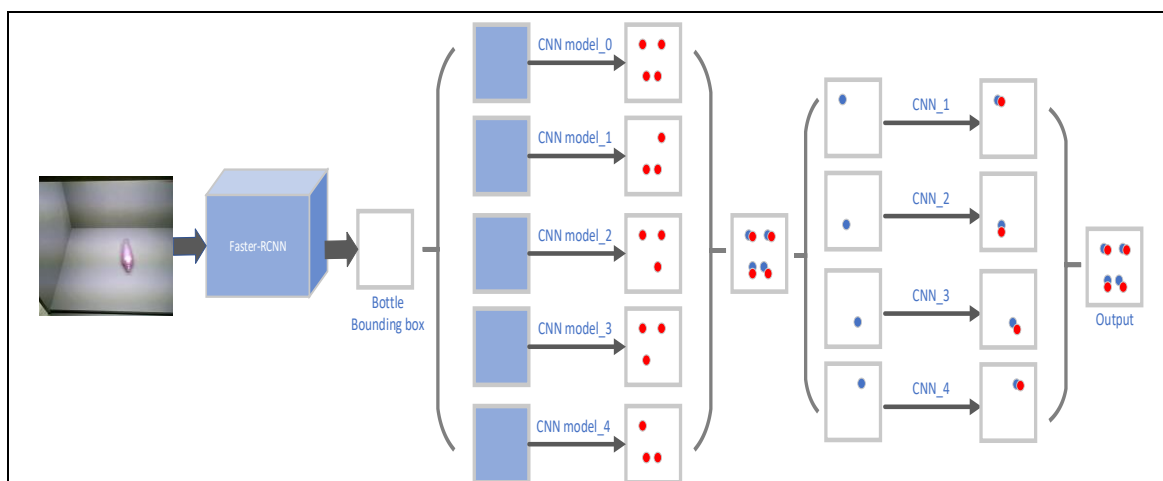 Faster-RCNN
Bottle
Bounding box
CNN model_0
CNN model_1
CNN model_2
CNN model_3
CNN model_4
CNN_1
CNN_2
CNN_3
CNN_4
Output